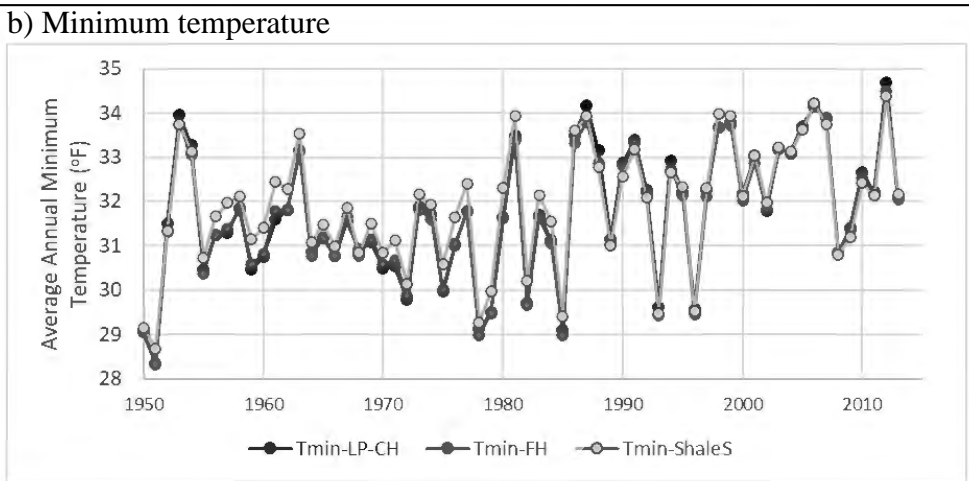 b) Minimum temperature
35
34
33
32
31
30
29
28
Average Annual Minimum
Temperature (°F)
1950 1960 1970 1980 1990 2000 2010
Tmin-LP-CH Tmin-FH Tmin-ShaleS